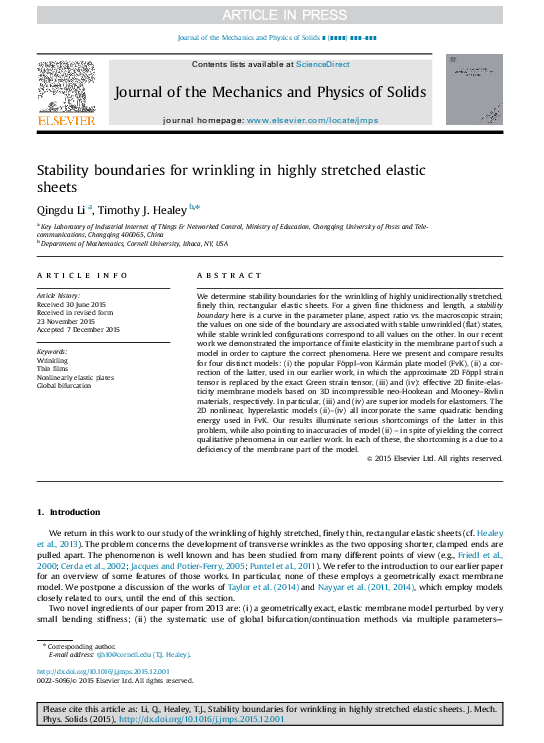 ARTICLE IN PRESS
Journal of the Mechanics and Physics of Solids ∎ (∎∎∎∎) ∎∎∎–∎∎∎
Contents lists available at ScienceDirect
Journal of the Mechanics and Physics of Solids
journal homepage: www.elsevier.com/locate/jmps
ELSEVIER
Stability boundaries for wrinkling in highly stretched elastic
sheets
Qingdu Li a, Timothy J. Healey b,*
a Key Laboratory of Industrial Internet of Things & Networked Control, Ministry of Education, Chongqing University of Posts and Tele-
communications, Chongqing 400065, China
b Department of Mathematics, Cornell University, Ithaca, NY, USA
ARTICLE INFO
Article history:
Received 30 June 2015
Received in revised form
23 November 2015
Accepted 7 December 2015
Keywords:
Wrinkling
Thin films
Nonlinearly elastic plates
Global bifurcation
ABSTRACT
We determine stability boundaries for the wrinkling of highly unidirectionally stretched,
finely thin, rectangular elastic sheets. For a given fine thickness and length, a stability
boundary here is a curve in the parameter plane, aspect ratio vs. the macroscopic strain;
the values on one side of the boundary are associated with stable unwrinkled (flat) states,
while stable wrinkled configurations correspond to all values on the other. In our recent
work we demonstrated the importance of finite elasticity in the membrane part of such a
model in order to capture the correct phenomena. Here we present and compare results
for four distinct models: (i) the popular Föppl–von Kármán plate model (FvK), (ii) a cor-
rection of the latter, used in our earlier work, in which the approximate 2D Föppl strain
tensor is replaced by the exact Green strain tensor, (iii) and (iv): effective 2D finite-elas-
ticity membrane models based on 3D incompressible neo-Hookean and Mooney–Rivlin
materials, respectively. In particular, (iii) and (iv) are superior models for elastomers. The
2D nonlinear, hyperelastic models (ii)–(iv) all incorporate the same quadratic bending
energy used in FvK. Our results illuminate serious shortcomings of the latter in this
problem, while also pointing to inaccuracies of model (ii) – in spite of yielding the correct
qualitative phenomena in our earlier work. In each of these, the shortcoming is a due to a
deficiency of the membrane part of the model.
© 2015 Elsevier Ltd. All rights reserved.
1. Introduction
We return in this work to our study of the wrinkling of highly stretched, finely thin, rectangular elastic sheets (cf. Healey
et al., 2013). The problem concerns the development of transverse wrinkles as the two opposing shorter, clamped ends are
pulled apart. The phenomenon is well known and has been studied from many different points of view (e.g., Friedl et al.,
2000; Cerda et al., 2002; Jacques and Potier-Ferry, 2005; Puntel et al., 2011). We refer to the introduction to our earlier paper
for an overview of some features of those works. In particular, none of these employs a geometrically exact membrane
model. We postpone a discussion of the works of Taylor et al. (2014) and Nayyar et al. (2011, 2014), which employ models
closely related to ours, until the end of this section.
Two novel ingredients of our paper from 2013 are: (i) a geometrically exact, elastic membrane model perturbed by very
small bending stiffness; (ii) the systematic use of global bifurcation/continuation methods via multiple parameters—
* Corresponding author.
E-mail address: tjh10@cornell.edu (T.J. Healey).
http://dx.doi.org/10.1016/j.jmps.2015.12.001
0022-5096/© 2015 Elsevier Ltd. All rights reserved.
Please cite this article as: Li, Q., Healey, T.J., Stability boundaries for wrinkling in highly stretched elastic sheets. J. Mech.
Phys. Solids (2015), http://dx.doi.org/10.1016/j.jmps.2015.12.001